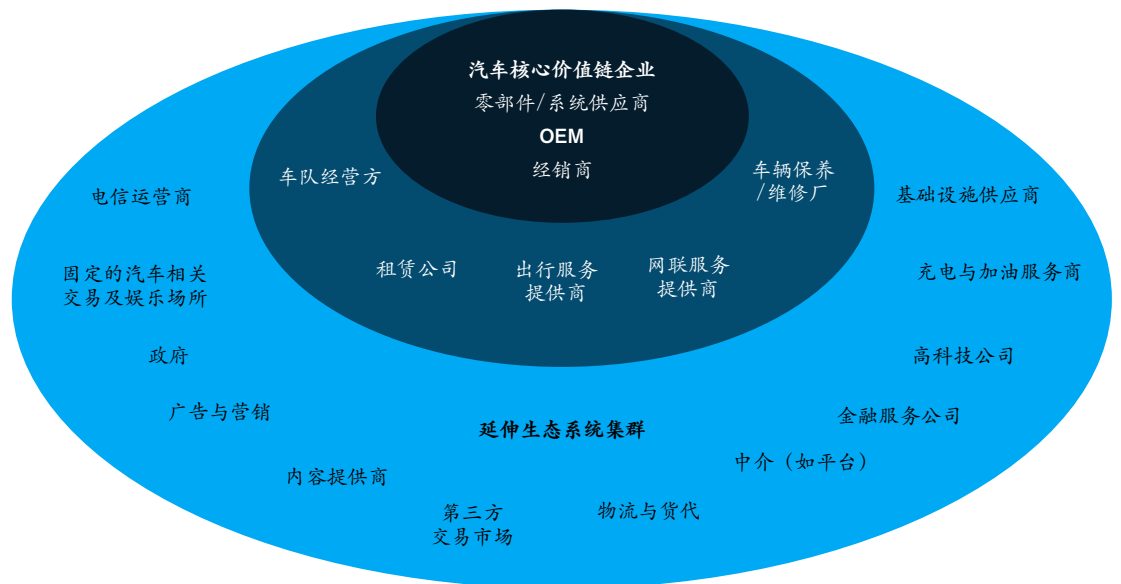 汽车核心价值链企业
零部件/系统供应商
OEM
经销商
车队经营方
车辆保养
/维修厂
租赁公司
出行服务
提供商
网联服务
提供商
电信运营商
基础设施供应商
固定的汽车相关
交易及娱乐场所
充电与加油服务商
政府
高科技公司
广告与营销
金融服务公司
延伸生态系统集群
中介（如平台）
内容提供商
第三方
交易市场
物流与货代